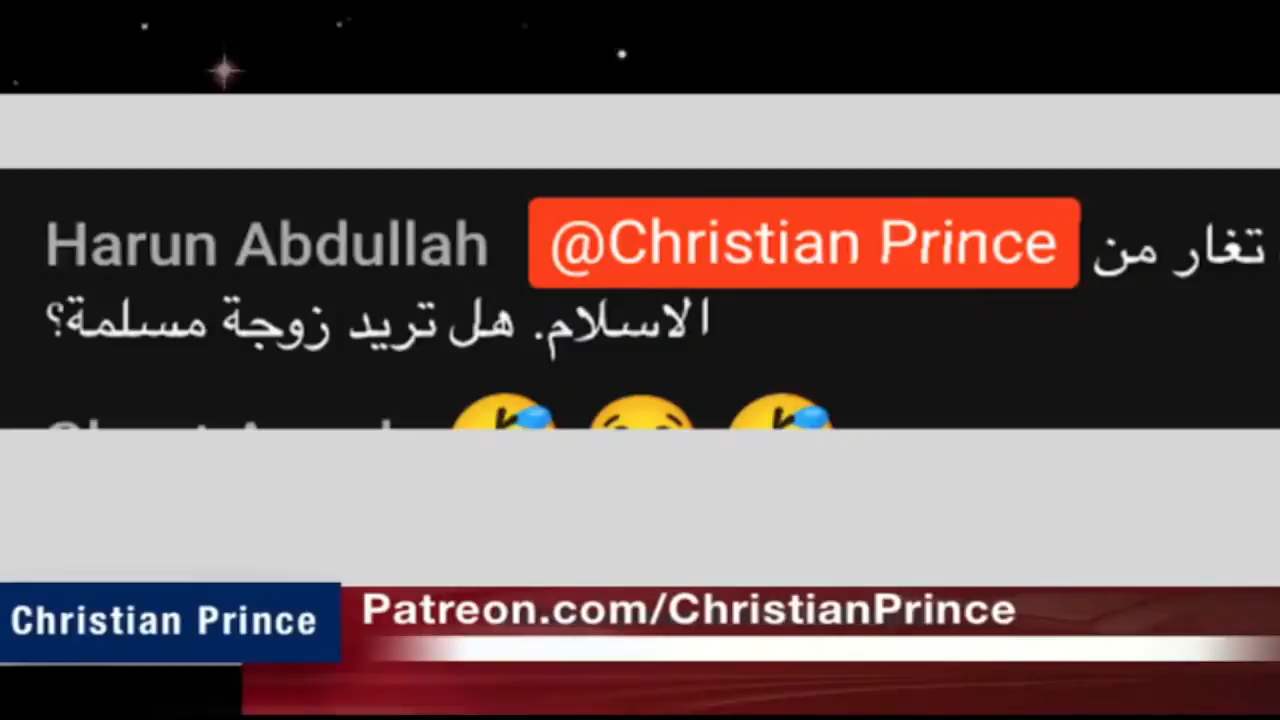 Harun Abdullah @Christian Prince تغار من
الاسلام. هل تريد زوجة مسلمة؟
Christian Prince
Patreon.com/ChristianPrince